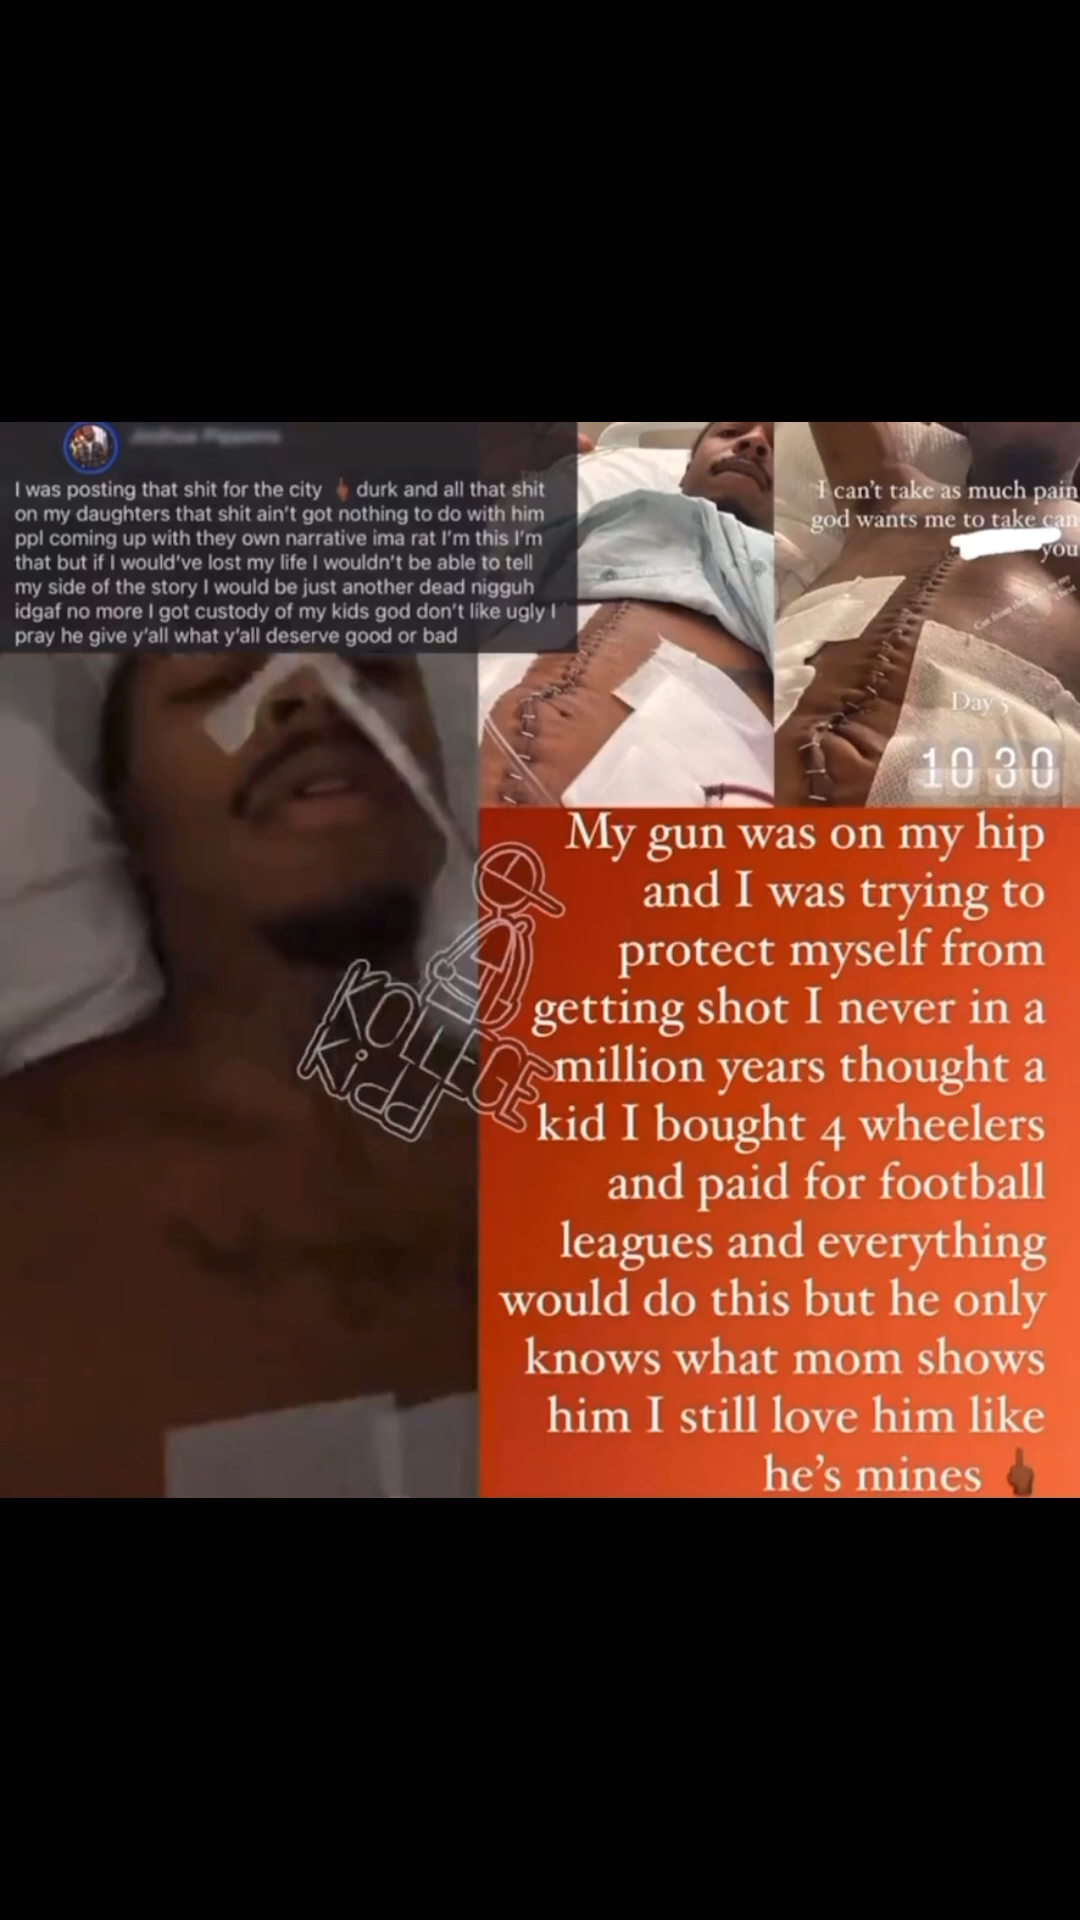 I was posting that shit for the city 🖕🏾 durk and all that shit
on my daughters that shit ain't got nothing to do with him
ppl coming up with they own narrative ima rat I'm this I'm
that but if I would've lost my life I wouldn't be able to tell
my side of the story I would be just another dead nigguh
idgaf no more I got custody of my kids god don't like ugly I
pray he give y'all what y'all deserve good or bad
I can't take as much pain
god wants me to take can
you
Day 5
10 30
My gun was on my hip
and I was trying to
protect myself from
getting shot I never in a
million years thought a
kid I bought 4 wheelers
and paid for football
leagues and everything
would do this but he only
knows what mom shows
him I still love him like
he's mines 🖕🏾
KOLLEGE
Kidd